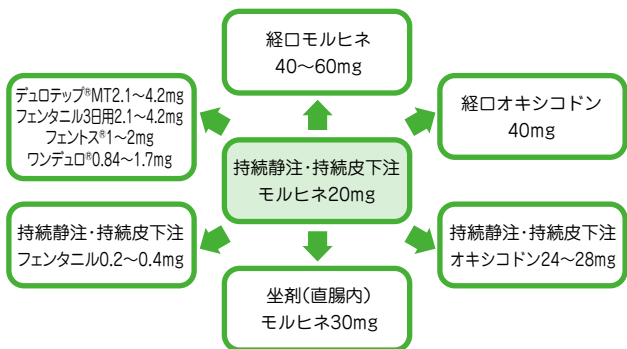 経口モルヒネ
40～60mg
デュロテップ®MT2.1～4.2mg
フェンタニル3日用2.1～4.2mg
フェントス®1～2mg
ワンデュロ®0.84～1.7mg
経口オキシコドン
40mg
持続静注・持続皮下注
モルヒネ20mg
持続静注・持続皮下注
フェンタニル0.2～0.4mg
持続静注・持続皮下注
オキシコドン24～28mg
坐剤(直腸内)
モルヒネ30mg